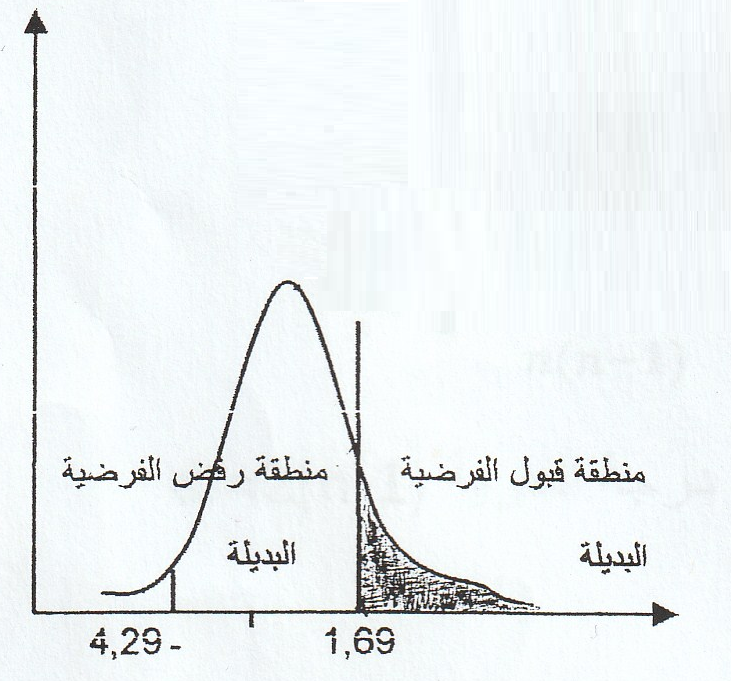 منطقة قبول الفرضية
البديلة
منطقة رفض الفرضية
البديلة
4,29-
1,69